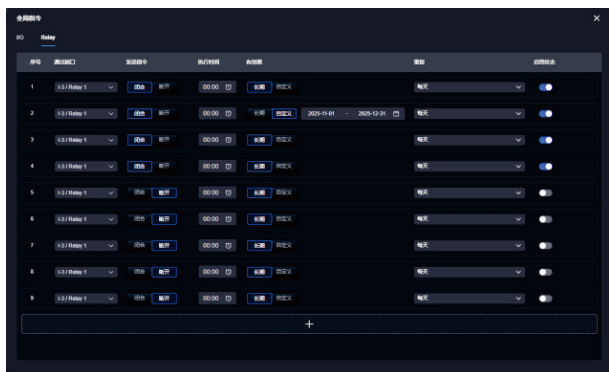 全局指令
I/O Relay
序号 通讯端口 发送指令 执行时间 有效期 重复 启用状态
1 I-3 / Relay 1 闭合 断开 00:00 长期 自定义 每天
2 I-3 / Relay 1 闭合 断开 00:00 长期 自定义 2025-11-01 - 2025-12-31 每天
3 I-3 / Relay 1 闭合 断开 00:00 长期 自定义 每天
4 I-3 / Relay 1 闭合 断开 00:00 长期 自定义 每天
5 I-3 / Relay 1 闭合 断开 00:00 长期 自定义 每天
6 I-3 / Relay 1 闭合 断开 00:00 长期 自定义 每天
7 I-3 / Relay 1 闭合 断开 00:00 长期 自定义 每天
8 I-3 / Relay 1 闭合 断开 00:00 长期 自定义 每天
9 I-3 / Relay 1 闭合 断开 00:00 长期 自定义 每天
+